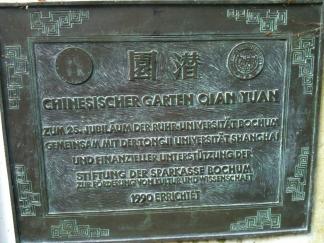 園 潛
CHINESISCHER GARTEN QIAN YUAN
ZUM 25. JUBILÄUM DER RUHR-UNIVERSITÄT BOCHUM
GEMEINSAM MIT DER TONGJI UNIVERSITÄT SHANGHAI
UND FINANZIELLER UNTERSTÜTZUNG DER
STIFTUNG DER SPARKASSE BOCHUM
ZUR FÖRDERUNG VON KULTUR UND WISSENSCHAFT
1990 ERRICHTET